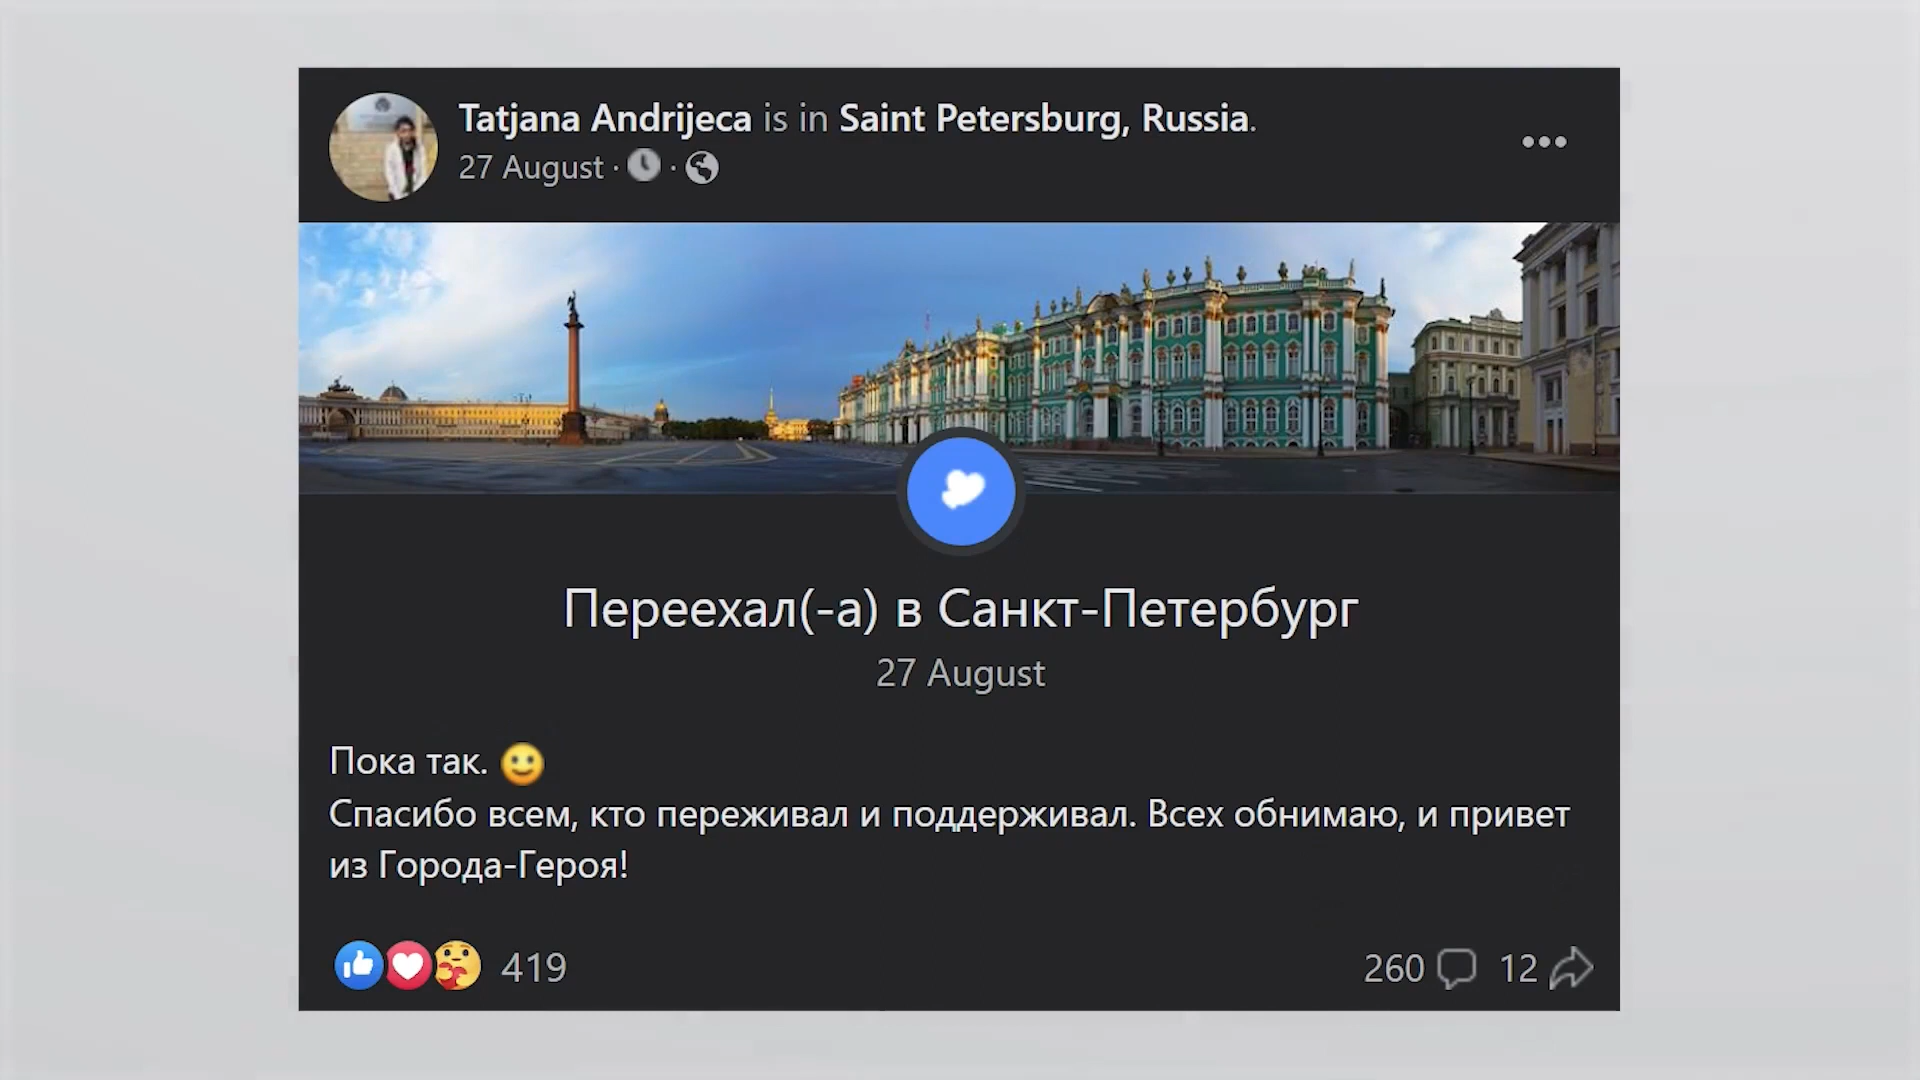 Tatjana Andrijeca is in Saint Petersburg, Russia.
27 August · ·
Переехал(-а) в Санкт-Петербург
27 August
Пока так. 🙂
Спасибо всем, кто переживал и поддерживал. Всех обнимаю, и привет
из Города-Героя!
419 260 12